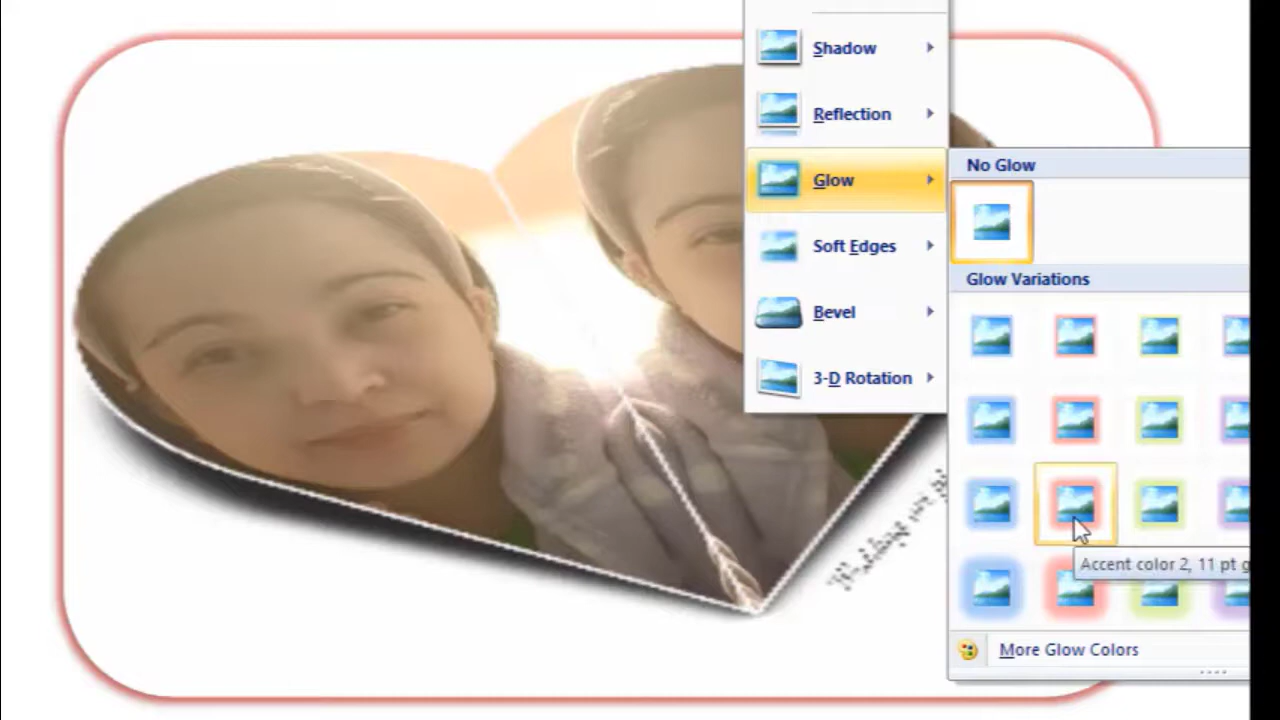 Shadow
Reflection
Glow
Soft Edges
Bevel
3-D Rotation
No Glow
Glow Variations
Accent color 2, 11 pt g
More Glow Colors